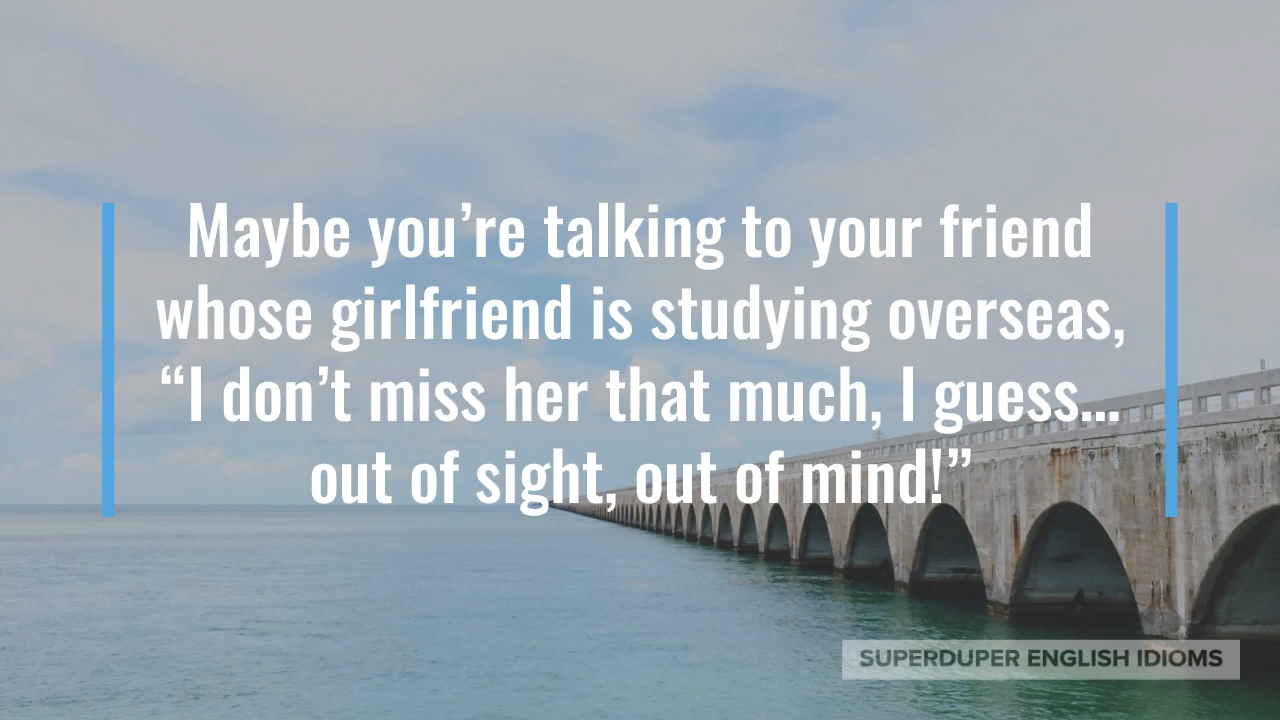 Maybe you’re talking to your friend
whose girlfriend is studying overseas,
“I don’t miss her that much, I guess...
out of sight, out of mind!”
SUPERDUPER ENGLISH IDIOMS